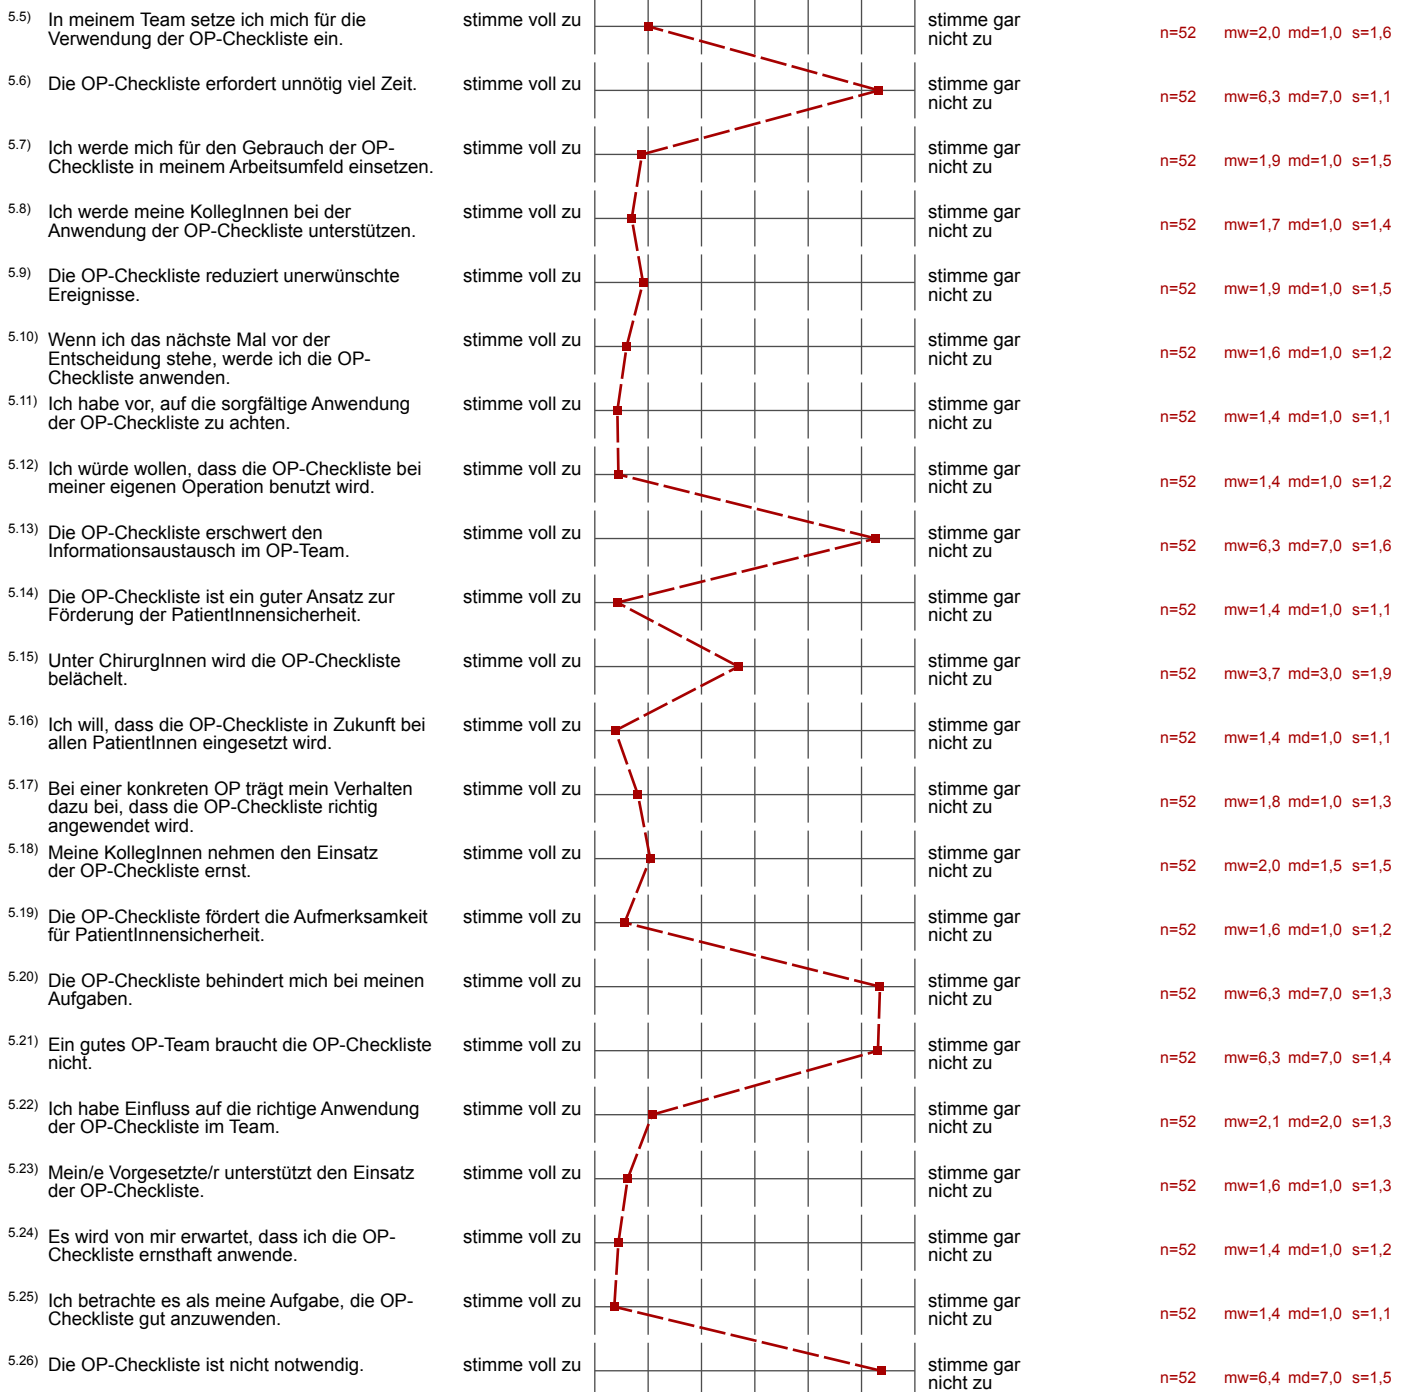 5.5) In meinem Team setze ich mich für die
Verwendung der OP-Checkliste ein.
stimme voll zu
stimme gar
nicht zu
n=52 mw=2,0 md=1,0 s=1,6
5.6) Die OP-Checkliste erfordert unnötig viel Zeit.
stimme voll zu
stimme gar
nicht zu
n=52 mw=6,3 md=7,0 s=1,1
5.7) Ich werde mich für den Gebrauch der OP-
Checkliste in meinem Arbeitsumfeld einsetzen.
stimme voll zu
stimme gar
nicht zu
n=52 mw=1,9 md=1,0 s=1,5
5.8) Ich werde meine KollegInnen bei der
Anwendung der OP-Checkliste unterstützen.
stimme voll zu
stimme gar
nicht zu
n=52 mw=1,7 md=1,0 s=1,4
5.9) Die OP-Checkliste reduziert unerwünschte
Ereignisse.
stimme voll zu
stimme gar
nicht zu
n=52 mw=1,9 md=1,0 s=1,5
5.10) Wenn ich das nächste Mal vor der
Entscheidung stehe, werde ich die OP-
Checkliste anwenden.
stimme voll zu
stimme gar
nicht zu
n=52 mw=1,6 md=1,0 s=1,2
5.11) Ich habe vor, auf die sorgfältige Anwendung
der OP-Checkliste zu achten.
stimme voll zu
stimme gar
nicht zu
n=52 mw=1,4 md=1,0 s=1,1
5.12) Ich würde wollen, dass die OP-Checkliste bei
meiner eigenen Operation benutzt wird.
stimme voll zu
stimme gar
nicht zu
n=52 mw=1,4 md=1,0 s=1,2
5.13) Die OP-Checkliste erschwert den
Informationsaustausch im OP-Team.
stimme voll zu
stimme gar
nicht zu
n=52 mw=6,3 md=7,0 s=1,6
5.14) Die OP-Checkliste ist ein guter Ansatz zur
Förderung der PatientInnensicherheit.
stimme voll zu
stimme gar
nicht zu
n=52 mw=1,4 md=1,0 s=1,1
5.15) Unter ChirurgInnen wird die OP-Checkliste
belächelt.
stimme voll zu
stimme gar
nicht zu
n=52 mw=3,7 md=3,0 s=1,9
5.16) Ich will, dass die OP-Checkliste in Zukunft bei
allen PatientInnen eingesetzt wird.
stimme voll zu
stimme gar
nicht zu
n=52 mw=1,4 md=1,0 s=1,1
5.17) Bei einer konkreten OP trägt mein Verhalten
dazu bei, dass die OP-Checkliste richtig
angewendet wird.
stimme voll zu
stimme gar
nicht zu
n=52 mw=1,8 md=1,0 s=1,3
5.18) Meine KollegInnen nehmen den Einsatz
der OP-Checkliste ernst.
stimme voll zu
stimme gar
nicht zu
n=52 mw=2,0 md=1,5 s=1,5
5.19) Die OP-Checkliste fördert die Aufmerksamkeit
für PatientInnensicherheit.
stimme voll zu
stimme gar
nicht zu
n=52 mw=1,6 md=1,0 s=1,2
5.20) Die OP-Checkliste behindert mich bei meinen
Aufgaben.
stimme voll zu
stimme gar
nicht zu
n=52 mw=6,3 md=7,0 s=1,3
5.21) Ein gutes OP-Team braucht die OP-Checkliste
nicht.
stimme voll zu
stimme gar
nicht zu
n=52 mw=6,3 md=7,0 s=1,4
5.22) Ich habe Einfluss auf die richtige Anwendung
der OP-Checkliste im Team.
stimme voll zu
stimme gar
nicht zu
n=52 mw=2,1 md=2,0 s=1,3
5.23) Mein/e Vorgesetzte/r unterstützt den Einsatz
der OP-Checkliste.
stimme voll zu
stimme gar
nicht zu
n=52 mw=1,6 md=1,0 s=1,3
5.24) Es wird von mir erwartet, dass ich die OP-
Checkliste ernsthaft anwende.
stimme voll zu
stimme gar
nicht zu
n=52 mw=1,4 md=1,0 s=1,2
5.25) Ich betrachte es als meine Aufgabe, die OP-
Checkliste gut anzuwenden.
stimme voll zu
stimme gar
nicht zu
n=52 mw=1,4 md=1,0 s=1,1
5.26) Die OP-Checkliste ist nicht notwendig.
stimme voll zu
stimme gar
nicht zu
n=52 mw=6,4 md=7,0 s=1,5